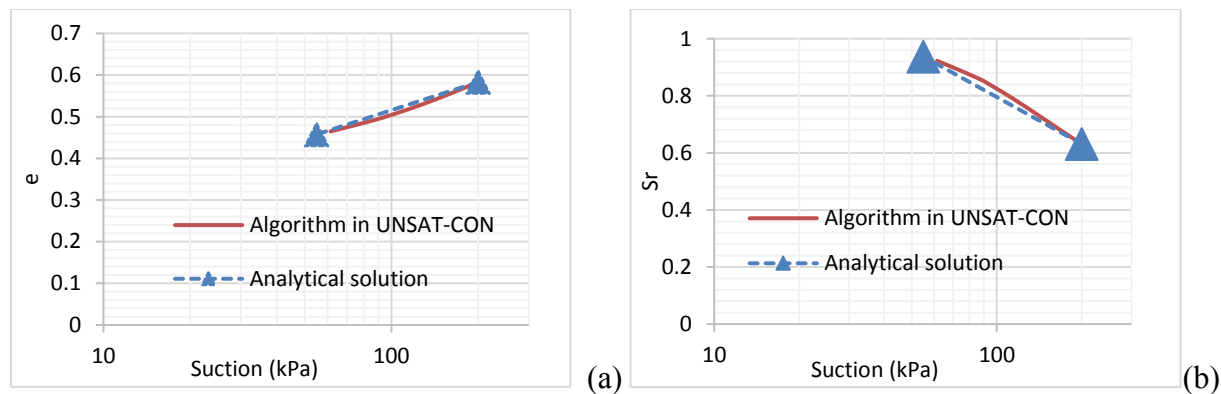 0.7
0.6
0.5
0.4
0.3
0.2
0.1
0
e
10
100
Suction (kPa)
Algorithm in UNSAT-CON
Analytical solution
(a)
1
0.8
0.6
0.4
0.2
0
Sr
10
100
Suction (kPa)
Algorithm in UNSAT-CON
Analytical solution
(b)